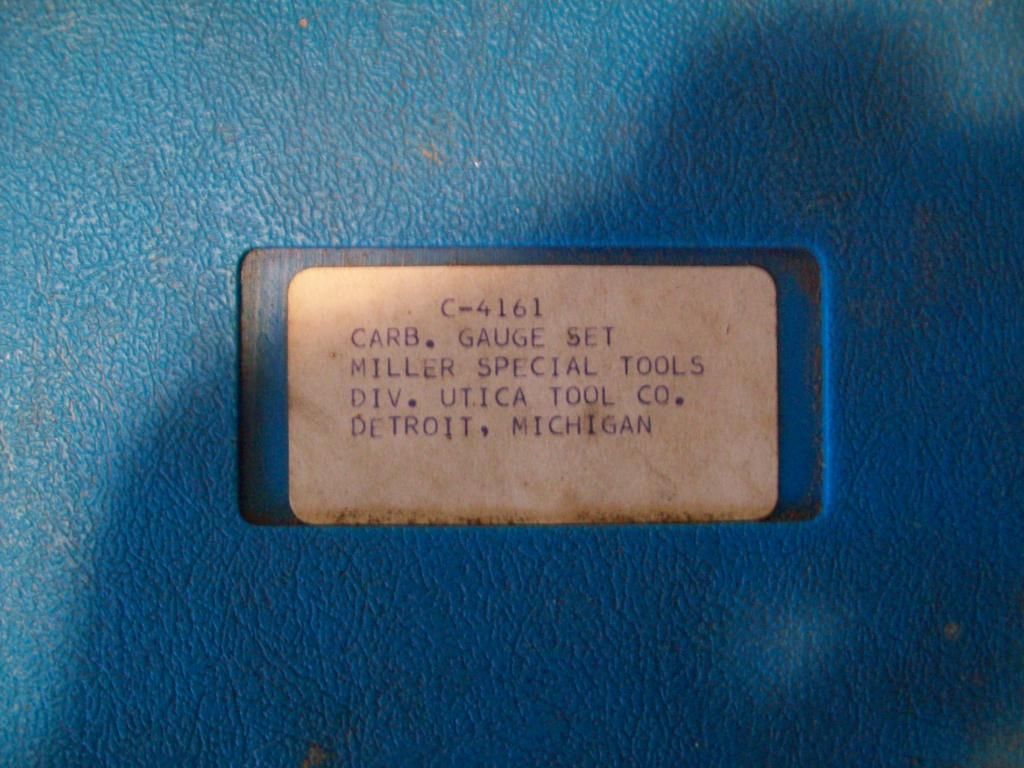 C-4161
CARB. GAUGE SET
MILLER SPECIAL TOOLS
DIV. UTICA TOOL CO.
DETROIT, MICHIGAN